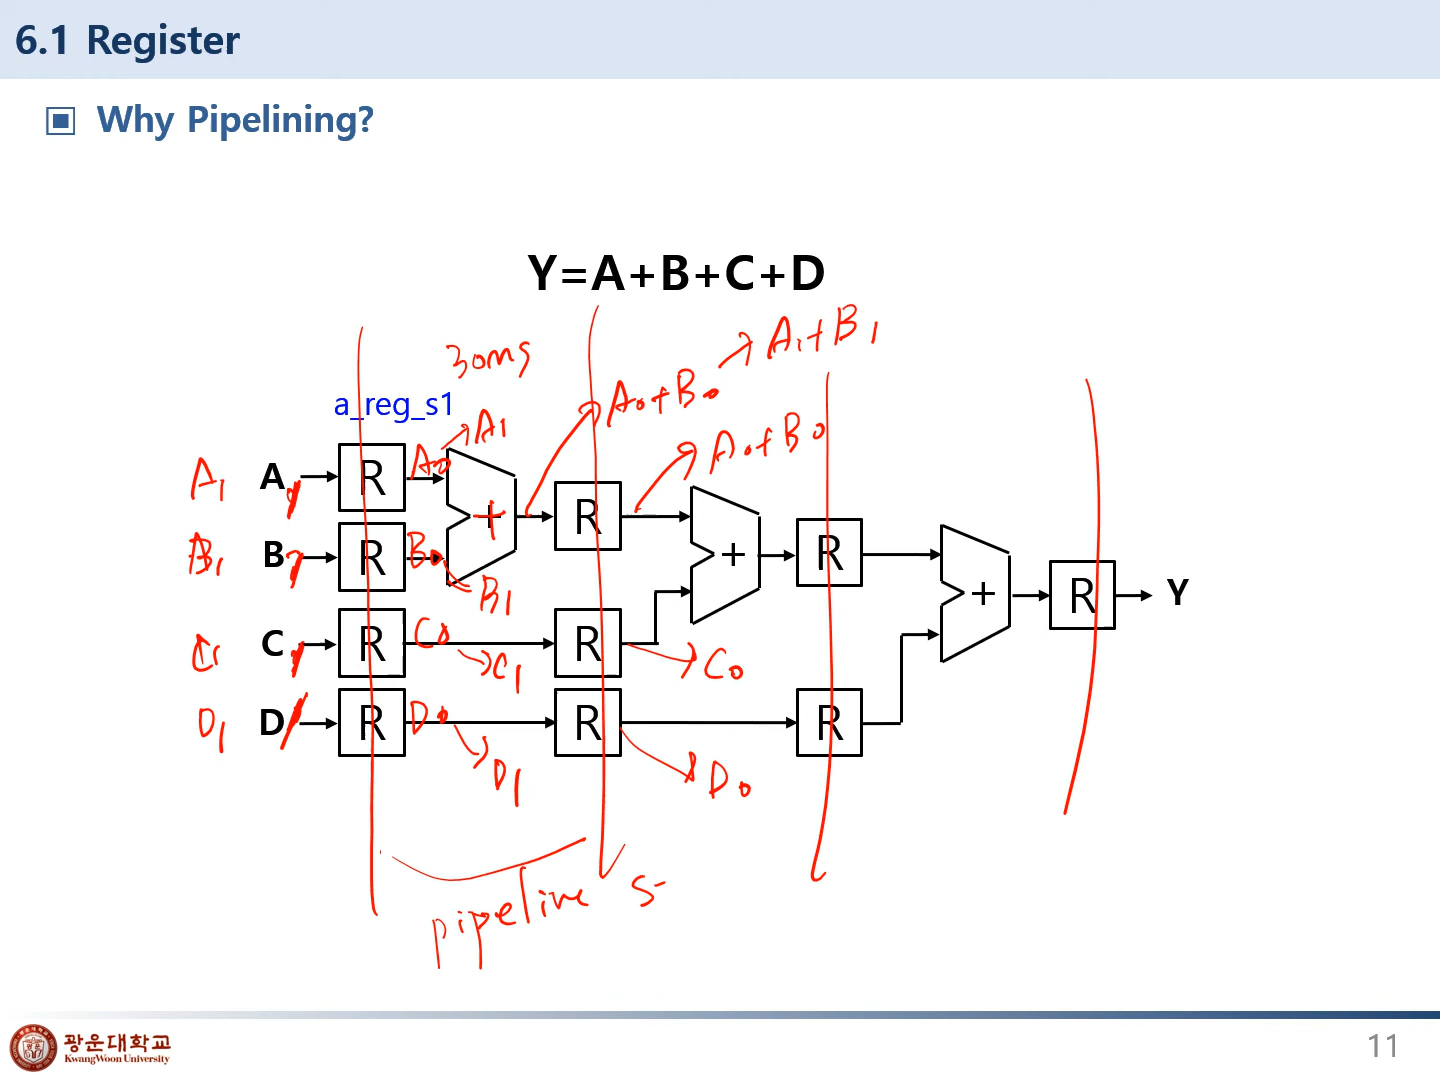 6.1 Register
Why Pipelining?
Y=A+B+C+D
A₁+B₁
30ms
A₀+B₀
a_reg_s1
A₁
A₀+B₀
A₁ A R A₀
+ R
+ R
B₁ B R B₀
B₁
+ R Y
C₁ C R C₀ R
C₁ C₀
D₁ D R D₀ R R
D₁ D₀
pipeline s
광운대학교
KwangWoon University
11